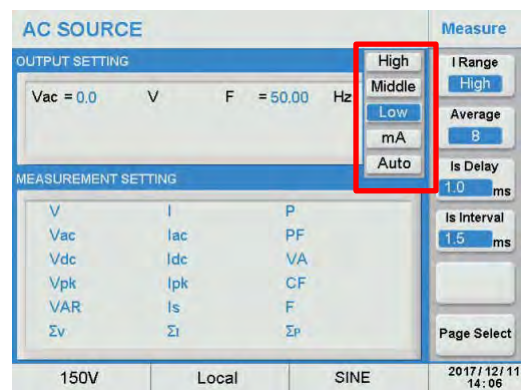 AC SOURCE
Measure
OUTPUT SETTING
Vac = 0.0 V F = 50.00 Hz
High
Middle
Low
mA
Auto
I Range
High
Average
8
Is Delay
1.0 ms
Is Interval
1.5 ms
Page Select
MEASUREMENT SETTING
V I P
Vac Iac PF
Vdc Idc VA
Vpk Ipk CF
VAR Is F
Σv Σı Σp
150V Local SINE
2017/12/11
14:06